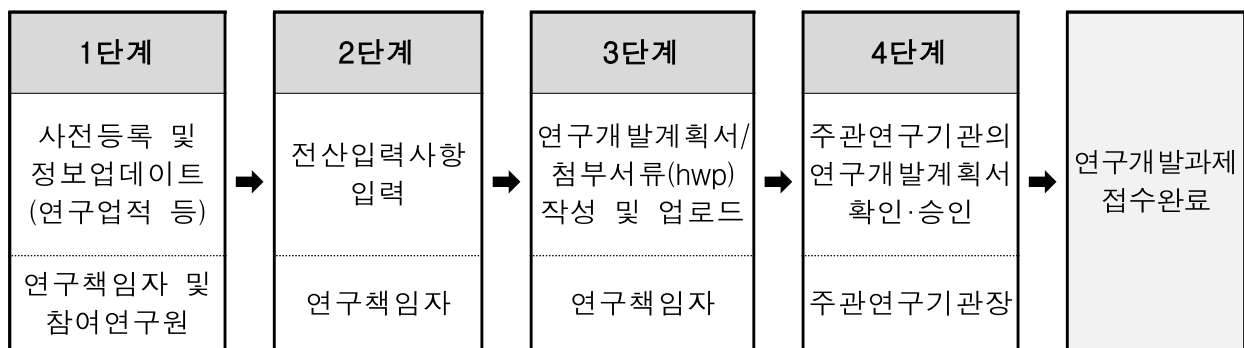 1단계
사전등록 및
정보업데이트
(연구업적 등)
연구책임자 및
참여연구원
2단계
전산입력사항
입력
연구책임자
3단계
연구개발계획서/
첨부서류(hwp)
작성 및 업로드
연구책임자
4단계
주관연구기관의
연구개발계획서
확인·승인
주관연구기관장
연구개발과제
접수완료